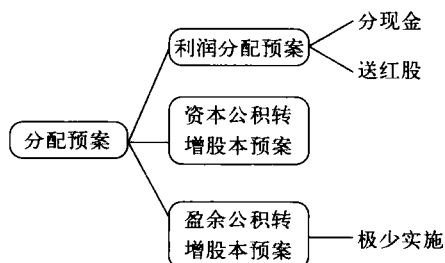 分现金
利润分配预案
送红股
资本公积转
增股本预案
分配预案
盈余公积转
增股本预案
极少实施